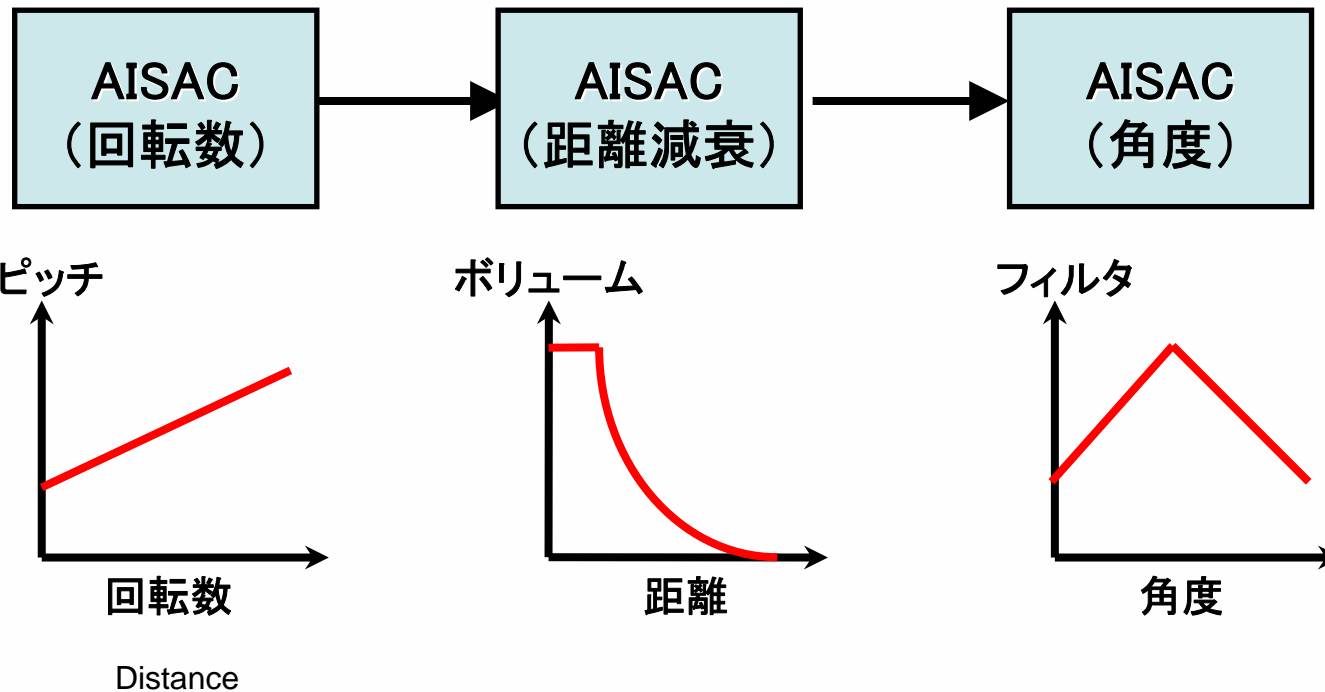 AISAC
（回転数）
AISAC
（距離減衰）
AISAC
（角度）
ピッチ
回転数
ボリューム
距離
フィルタ
角度
Distance